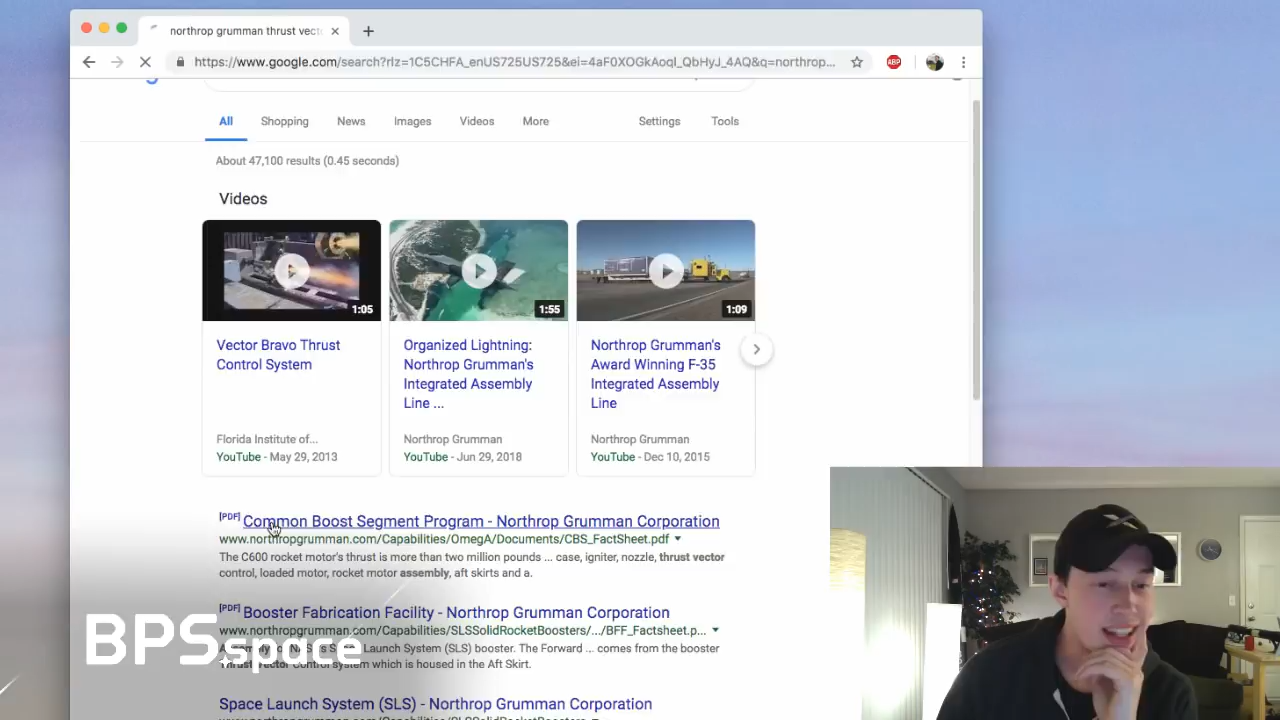 northrop grumman thrust vect
https://www.google.com/search?rlz=1C5CHFA_enUS725US725&ei=4aF0XOGkAoql_QbHyJ_4AQ&q=northrop...
ABP
All Shopping News Images Videos More Settings Tools
About 47,100 results (0.45 seconds)
Videos
1:05
1:55
1:09
Vector Bravo Thrust
Control System
Florida Institute of...
YouTube - May 29, 2013
Organized Lightning:
Northrop Grumman's
Integrated Assembly
Line ...
Northrop Grumman
YouTube - Jun 29, 2018
Northrop Grumman's
Award Winning F-35
Integrated Assembly
Line
Northrop Grumman
YouTube - Dec 10, 2015
[PDF] Common Boost Segment Program - Northrop Grumman Corporation
www.northropgrumman.com/Capabilities/OmegA/Documents/CBS_FactSheet.pdf
The C600 rocket motor's thrust is more than two million pounds ... case, igniter, nozzle, thrust vector
control, loaded motor, rocket motor assembly, aft skirts and a.
[PDF] Booster Fabrication Facility - Northrop Grumman Corporation
www.northropgrumman.com/Capabilities/SLSSolidRocketBoosters/.../BFF_Factsheet.p...
Launch System (SLS) booster. The Forward ... comes from the booster
Thrust Vector Control system which is housed in the Aft Skirt.
Space Launch System (SLS) - Northrop Grumman Corporation
BPS.space